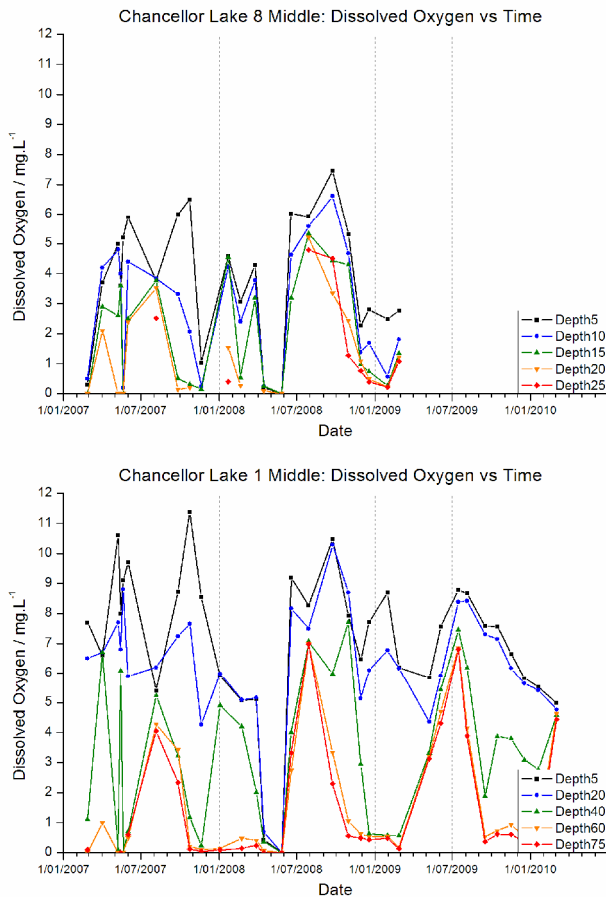 Chancellor Lake 8 Middle: Dissolved Oxygen vs Time
12
11
10
9
8
7
6
5
4
3
2
1
0
Dissolved Oxygen / mg.L-1
Depth5
Depth10
Depth15
Depth20
Depth25
1/01/2007 1/07/2007 1/01/2008 1/07/2008 1/01/2009 1/07/2009 1/01/2010
Date
Chancellor Lake 1 Middle: Dissolved Oxygen vs Time
12
11
10
9
8
7
6
5
4
3
2
1
0
Dissolved Oxygen / mg.L-1
Depth5
Depth20
Depth40
Depth60
Depth75
1/01/2007 1/07/2007 1/01/2008 1/07/2008 1/01/2009 1/07/2009 1/01/2010
Date